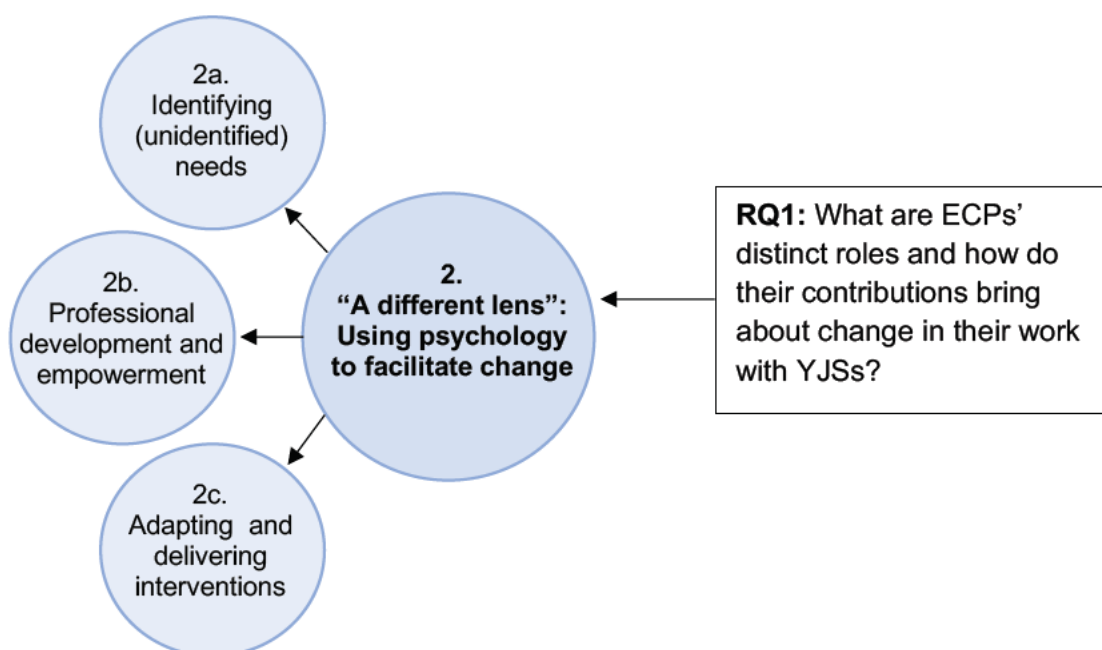 2a.
Identifying
(unidentified)
needs
2b.
Professional
development and
empowerment
2c.
Adapting and
delivering
interventions
2.
“A different lens”:
Using psychology
to facilitate change
RQ1: What are ECPs’
distinct roles and how do
their contributions bring
about change in their work
with YJSs?